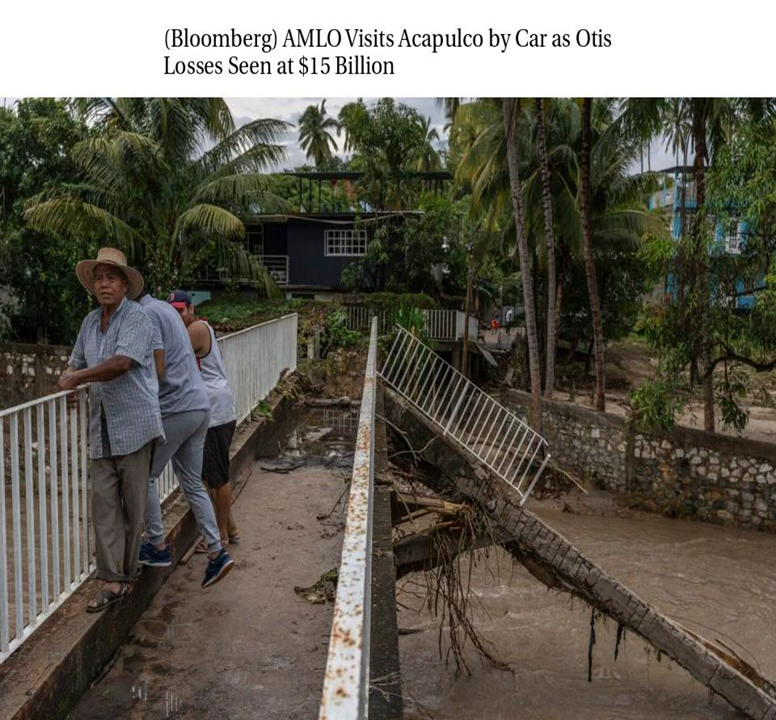 (Bloomberg) AMLO Visits Acapulco by Car as Otis
Losses Seen at $15 Billion